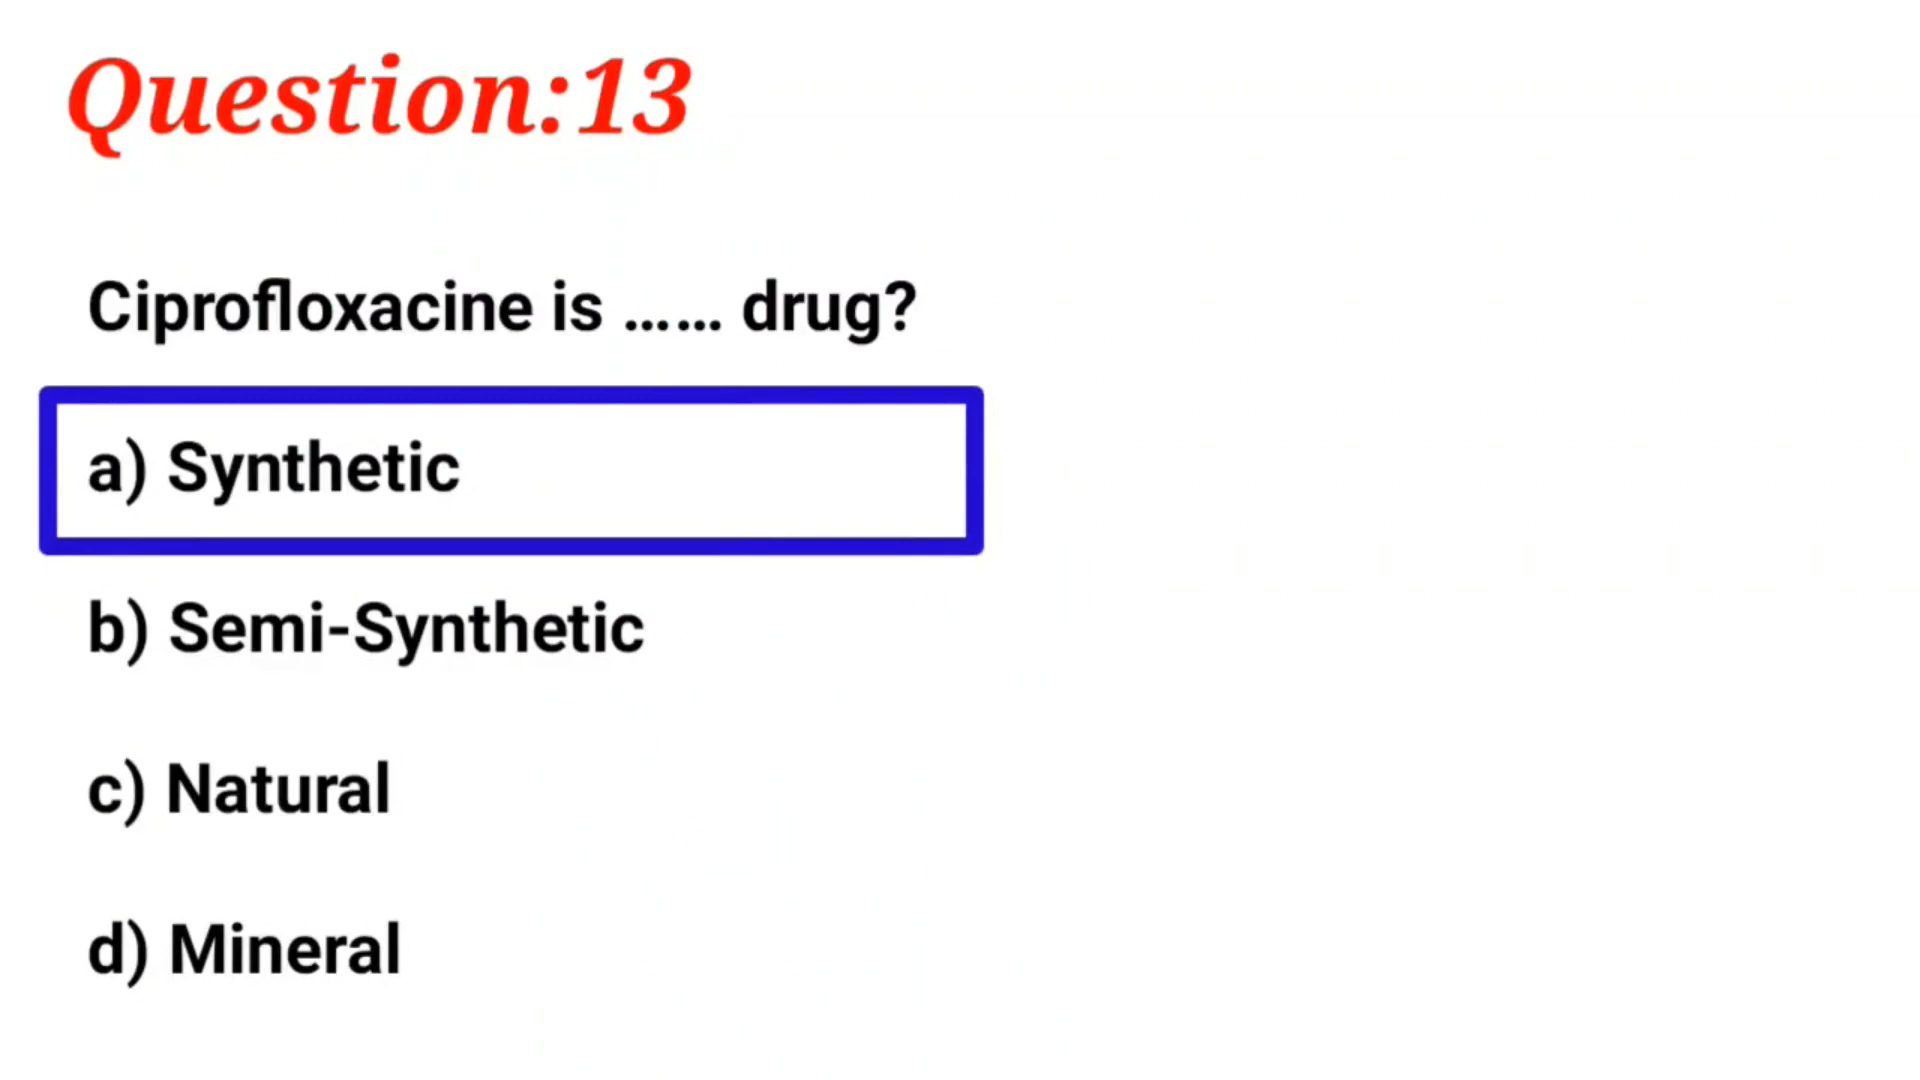 Question:13
Ciprofloxacine is ...... drug?
a) Synthetic
b) Semi-Synthetic
c) Natural
d) Mineral